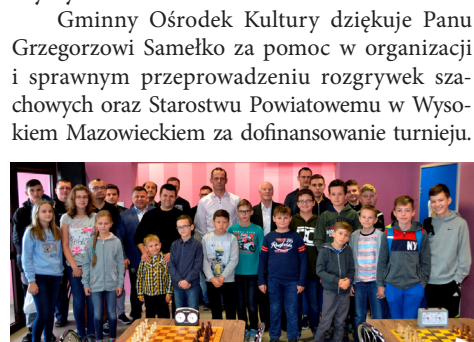 Gminny Ośrodek Kultury dziękuje Panu
Grzegorzowi Samełko za pomoc w organizacji
i sprawnym przeprowadzeniu rozgrywek sza-
chowych oraz Starostwu Powiatowemu w Wyso-
kiem Mazowieckiem za dofinansowanie turnieju.
NY